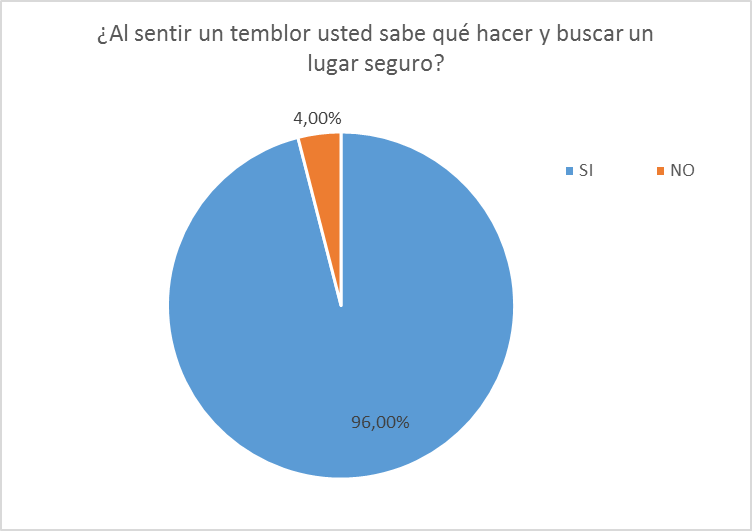 ¿Al sentir un temblor usted sabe qué hacer y buscar un
lugar seguro?
4,00%
SI
NO
96,00%